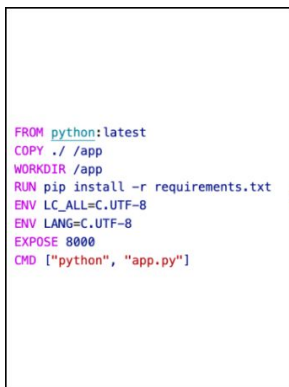 FROM python:latest
COPY ./ /app
WORKDIR /app
RUN pip install -r requirements.txt
ENV LC_ALL=C.UTF-8
ENV LANG=C.UTF-8
EXPOSE 8000
CMD ["python", "app.py"]